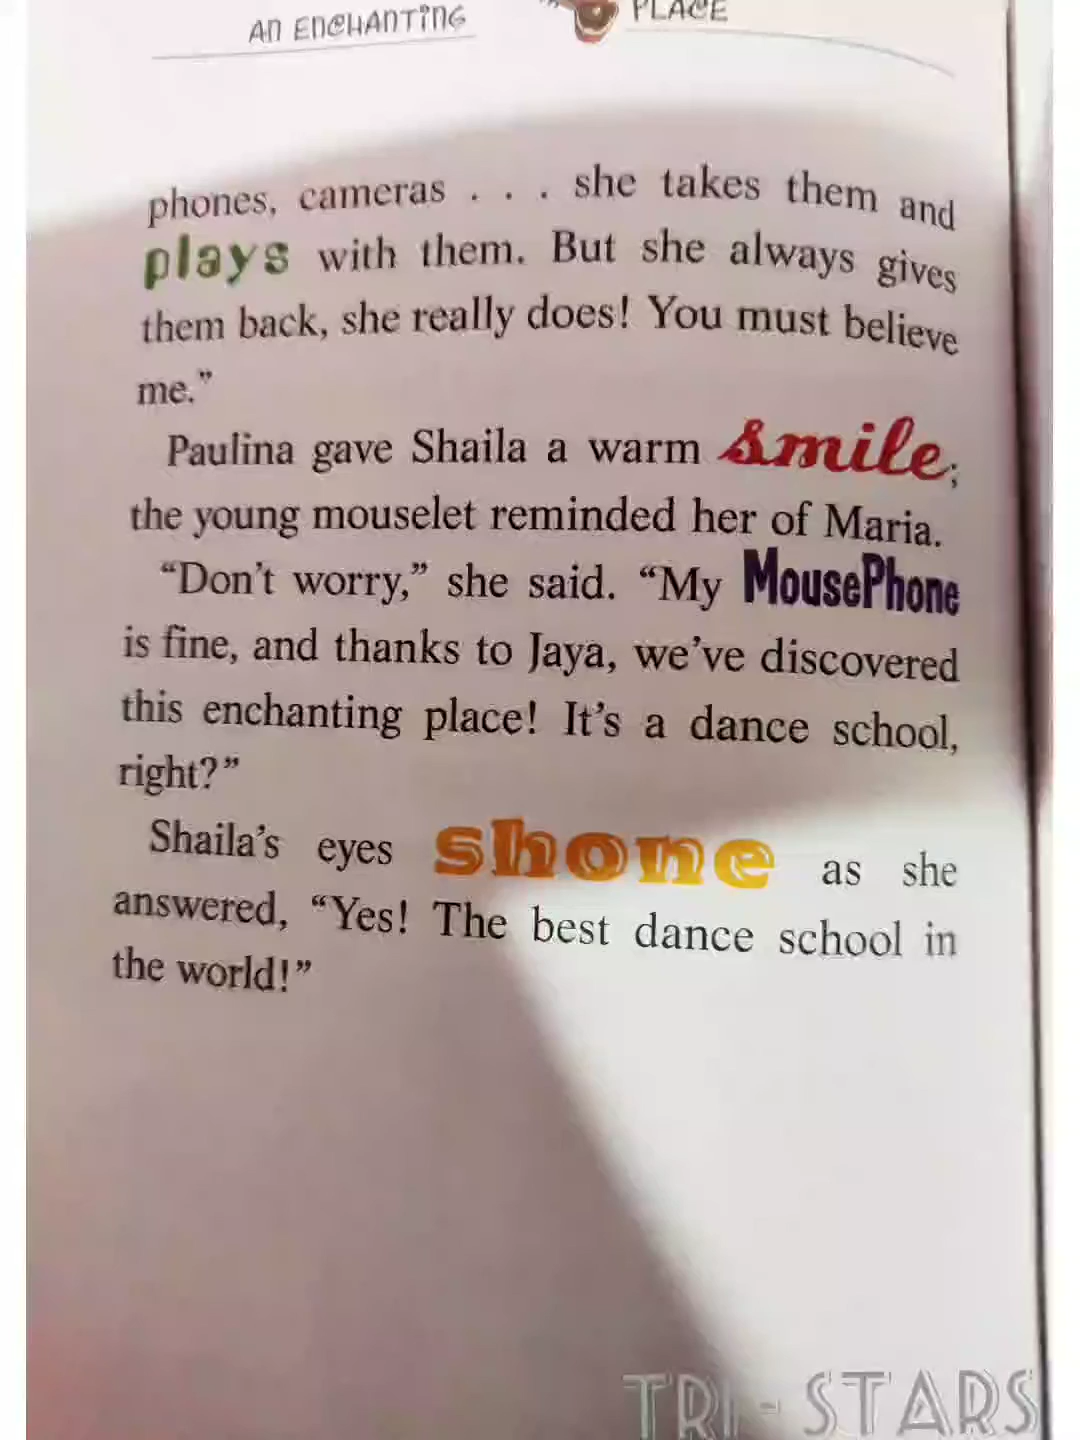 AN ENCHANTING PLACE
phones, cameras . . . she takes them and
plays with them. But she always gives
them back, she really does! You must believe
me.”
Paulina gave Shaila a warm smile;
the young mouselet reminded her of Maria.
“Don’t worry,” she said. “My MousePhone
is fine, and thanks to Jaya, we’ve discovered
this enchanting place! It’s a dance school,
right?”
Shaila’s eyes shone as she
answered, “Yes! The best dance school in
the world!”
TRI-STARS